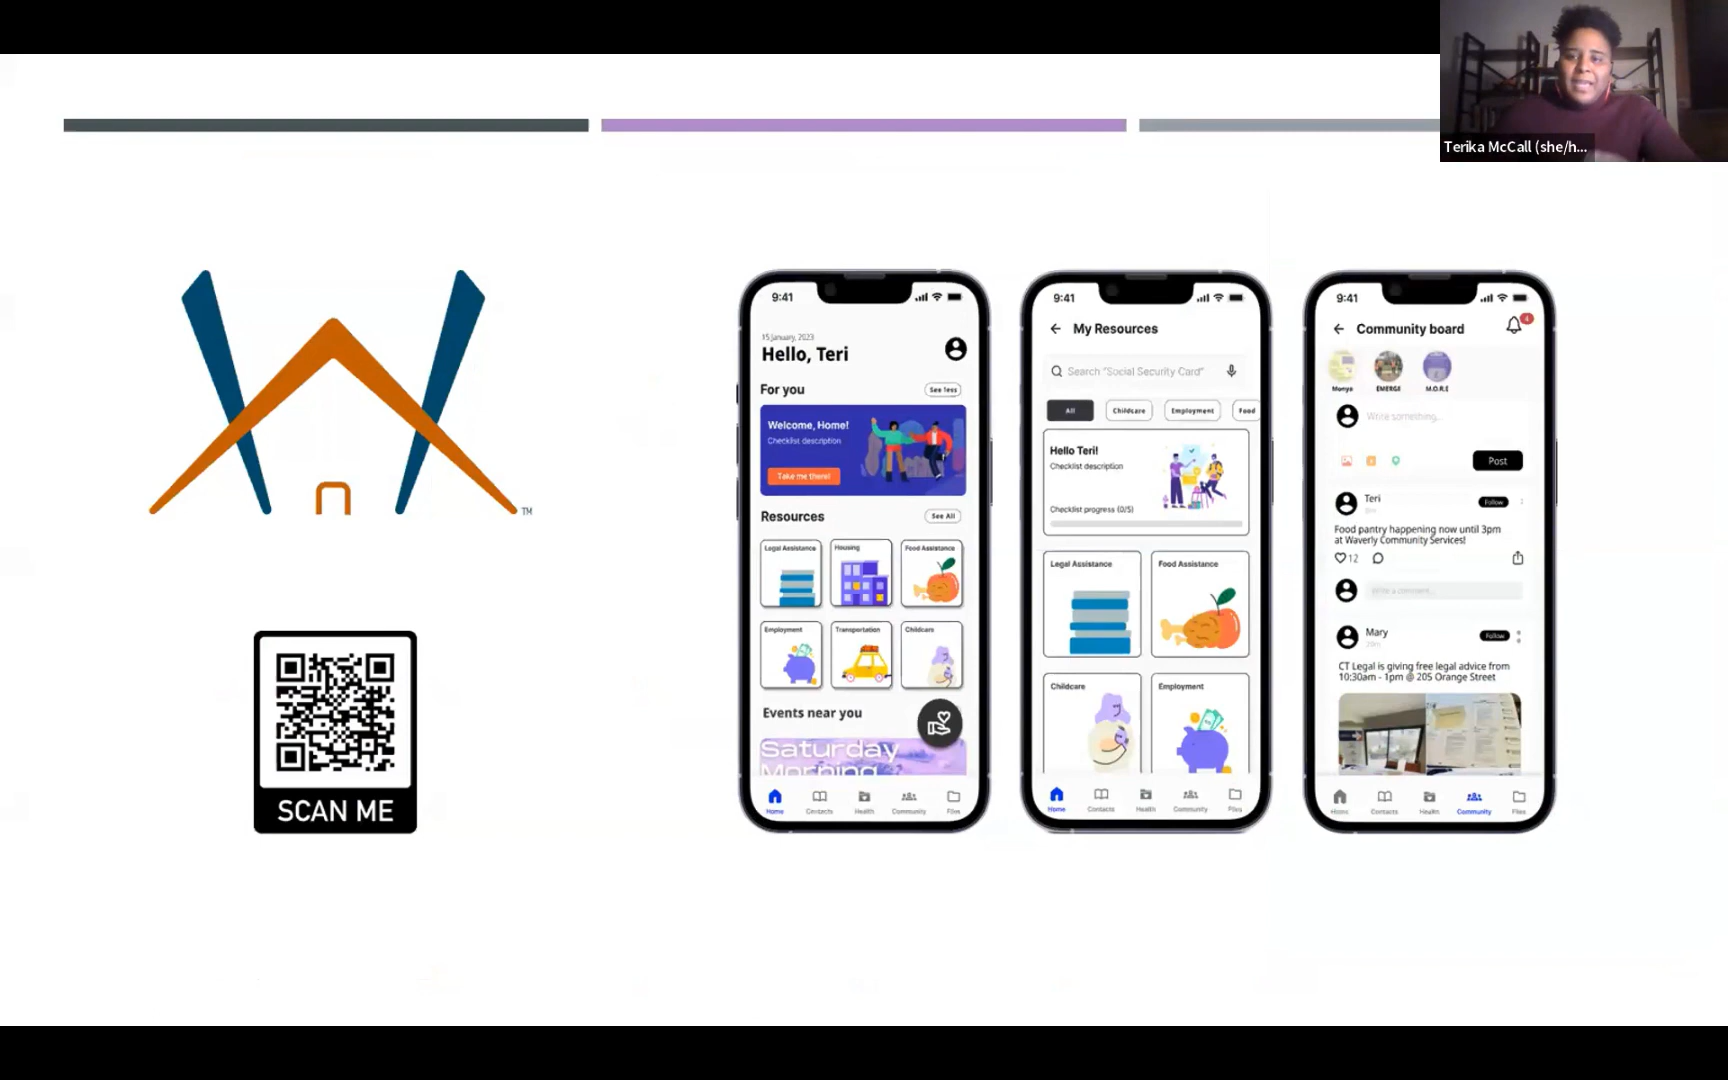 Terika McCall (she/h...
TM
SCAN ME
9:41
15 January, 2023
Hello, Teri
For you
See less
Welcome, Home!
Checklist description
Take me there!
Resources
See All
Legal Assistance
Housing
Food Assistance
Employment
Transportation
Childcare
Events near you
Saturday
Morning
Home
Contacts
Health
Community
Files
9:41
My Resources
Search "Social Security Card"
All
Childcare
Employment
Food
Hello Teri!
Checklist description
Checklist progress (0/5)
Legal Assistance
Food Assistance
Childcare
Employment
Home
Contacts
Health
Community
Files
9:41
Community board
4
EMERGE
M.O.R.E
Write something...
Post
Teri
Follow
Food pantry happening now until 3pm
at Waverly Community Services!
12
Write a comment...
Mary
Follow
CT Legal is giving free legal advice from
10:30am - 1pm @ 205 Orange Street
Home
Contacts
Health
Community
Files